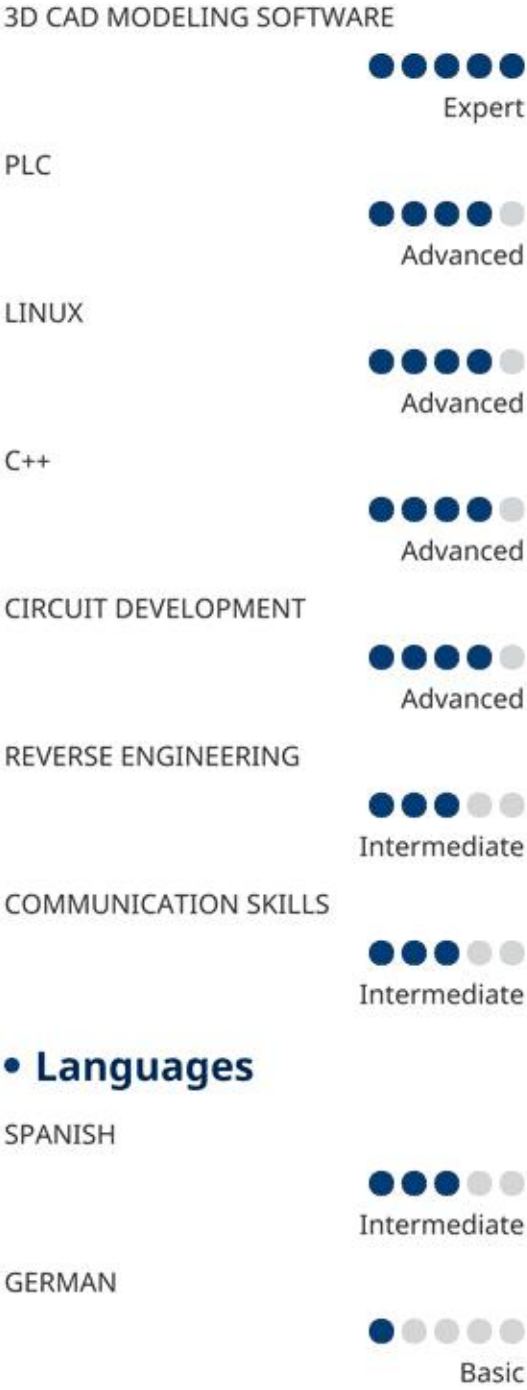 3D CAD MODELING SOFTWARE
Expert
PLC
Advanced
LINUX
Advanced
C++
Advanced
CIRCUIT DEVELOPMENT
Advanced
REVERSE ENGINEERING
Intermediate
COMMUNICATION SKILLS
Intermediate
• Languages
SPANISH
Intermediate
GERMAN
Basic